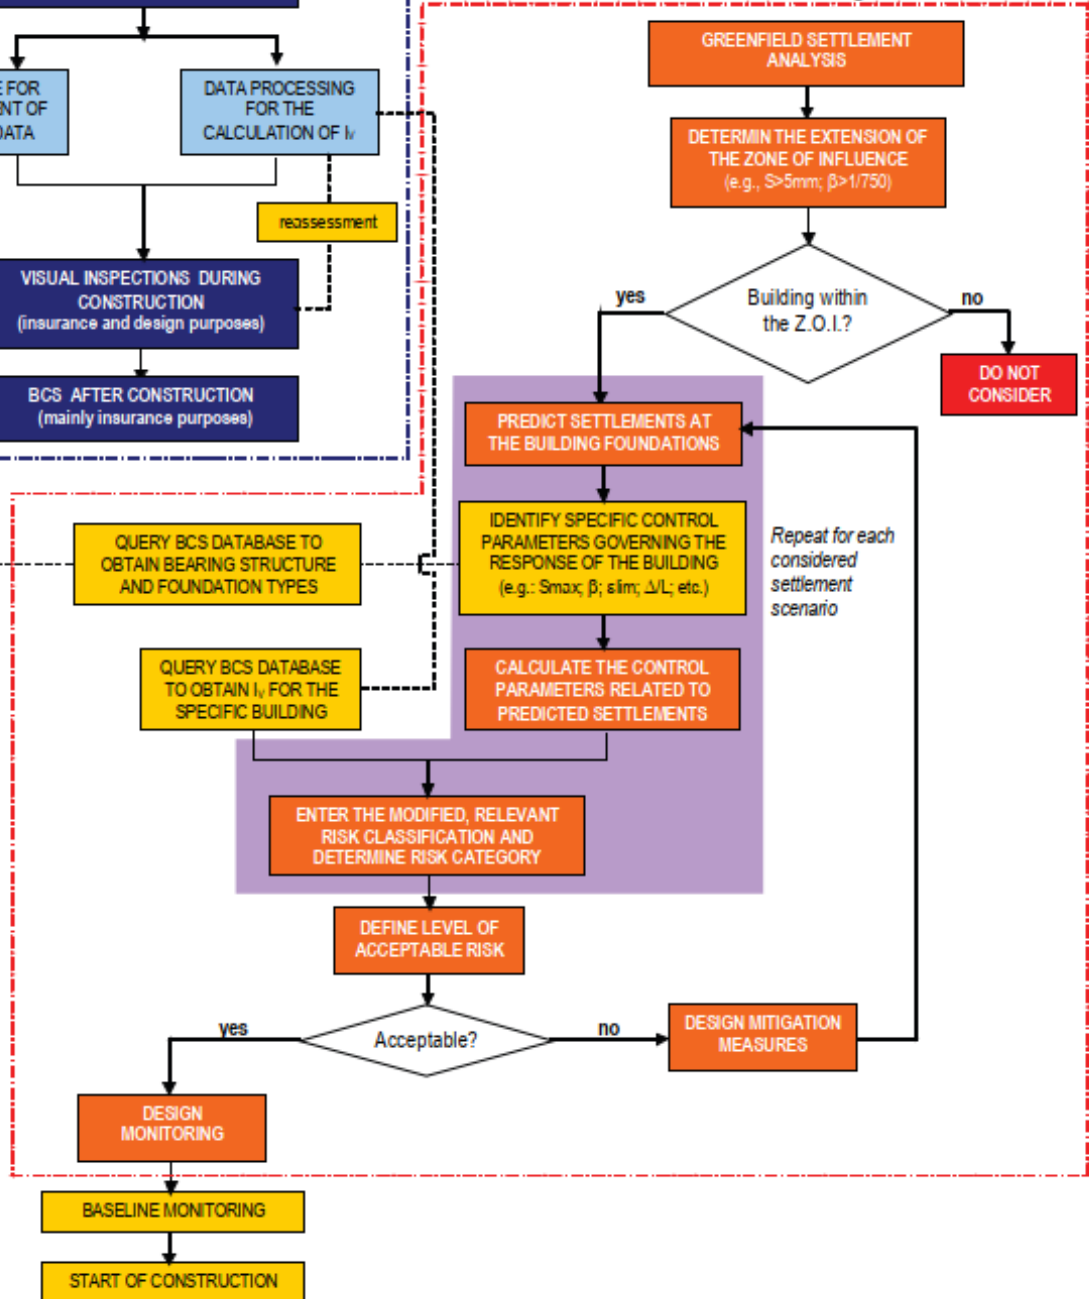 E FOR
NT OF
DATA
DATA PROCESSING
FOR THE
CALCULATION OF Iv
reassessment
VISUAL INSPECTIONS DURING
CONSTRUCTION
(insurance and design purposes)
BCS AFTER CONSTRUCTION
(mainly insurance purposes)
GREENFIELD SETTLEMENT
ANALYSIS
DETERMIN THE EXTENSION OF
THE ZONE OF INFLUENCE
(e.g., S>5mm; β>1/750)
Building within
the Z.O.I.?
yes
no
DO NOT
CONSIDER
PREDICT SETTLEMENTS AT
THE BUILDING FOUNDATIONS
IDENTIFY SPECIFIC CONTROL
PARAMETERS GOVERNING THE
RESPONSE OF THE BUILDING
(e.g.: Smax; β; εlim; Δ/L; etc.)
Repeat for each
considered
settlement
scenario
QUERY BCS DATABASE TO
OBTAIN BEARING STRUCTURE
AND FOUNDATION TYPES
QUERY BCS DATABASE
TO OBTAIN Iv FOR THE
SPECIFIC BUILDING
CALCULATE THE CONTROL
PARAMETERS RELATED TO
PREDICTED SETTLEMENTS
ENTER THE MODIFIED, RELEVANT
RISK CLASSIFICATION AND
DETERMINE RISK CATEGORY
DEFINE LEVEL OF
ACCEPTABLE RISK
Acceptable?
yes
no
DESIGN MITIGATION
MEASURES
DESIGN
MONITORING
BASELINE MONITORING
START OF CONSTRUCTION